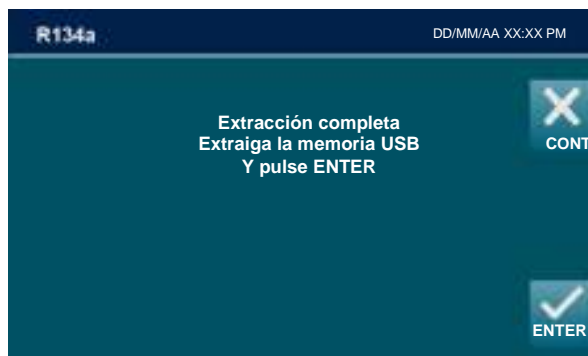 R134a
DD/MM/AA XX:XX PM
Extracción completa
Extraiga la memoria USB
Y pulse ENTER
CONT
ENTER